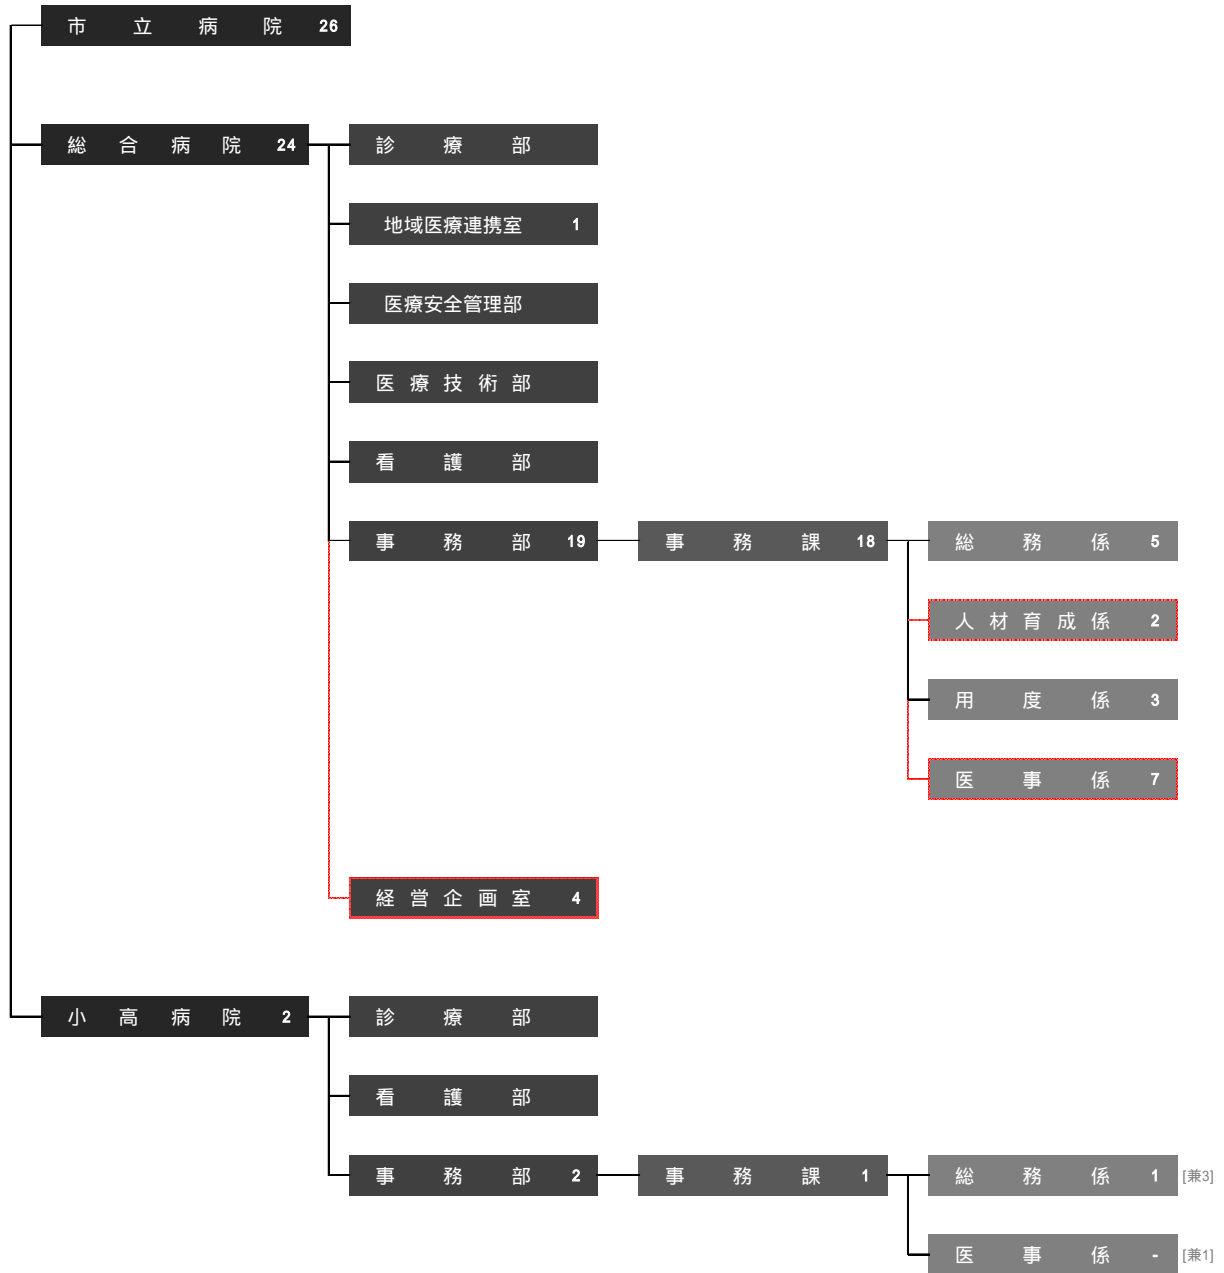 市立病院 26
総合病院 24 診療部
地域医療連携室 1
医療安全管理部
医療技術部
看護部
事務部 19 事務課 18 総務係 5
人材育成係 2
用度係 3
医事係 7
経営企画室 4
小高病院 2 診療部
看護部
事務部 2 事務課 1 総務係 1 [兼3]
医事係 - [兼1]